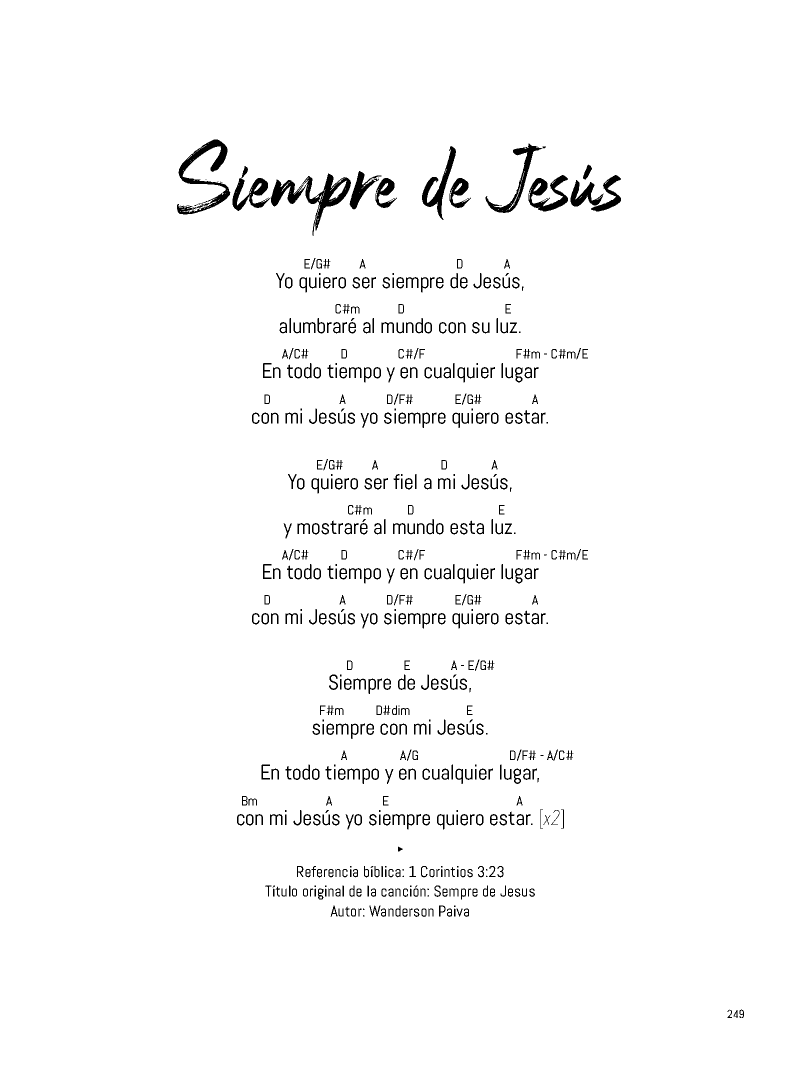 Siempre de Jesús
E/G# A D A
Yo quiero ser siempre de Jesús,
C#m D E
alumbraré al mundo con su luz.
A/C# D C#/F F#m - C#m/E
En todo tiempo y en cualquier lugar
D A D/F# E/G# A
con mi Jesús yo siempre quiero estar.
E/G# A D A
Yo quiero ser fiel a mi Jesús,
C#m D E
y mostraré al mundo esta luz.
A/C# D C#/F F#m - C#m/E
En todo tiempo y en cualquier lugar
D A D/F# E/G# A
con mi Jesús yo siempre quiero estar.
D E A - E/G#
Siempre de Jesús,
F#m D#dim E
siempre con mi Jesús.
A A/G D/F# - A/C#
En todo tiempo y en cualquier lugar,
Bm A E A
con mi Jesús yo siempre quiero estar. [x2]
Referencia bíblica: 1 Corintios 3:23
Título original de la canción: Sempre de Jesus
Autor: Wanderson Paiva
249